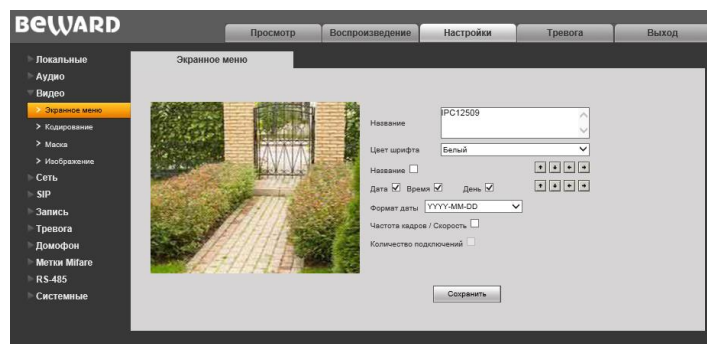 BEWARD
Просмотр Воспроизведение Настройки Тревога Выход
Локальные
Аудио
Видео
Экранное меню
Кодирование
Маска
Изображение
Сеть
SIP
Запись
Тревога
Домофон
Метки Mifare
RS-485
Системные
Экранное меню
Название IPC12509
Цвет шрифта Белый
Название
Дата Время День
Формат даты YYYY-MM-DD
Частота кадров / Скорость
Количество подключений
Сохранить